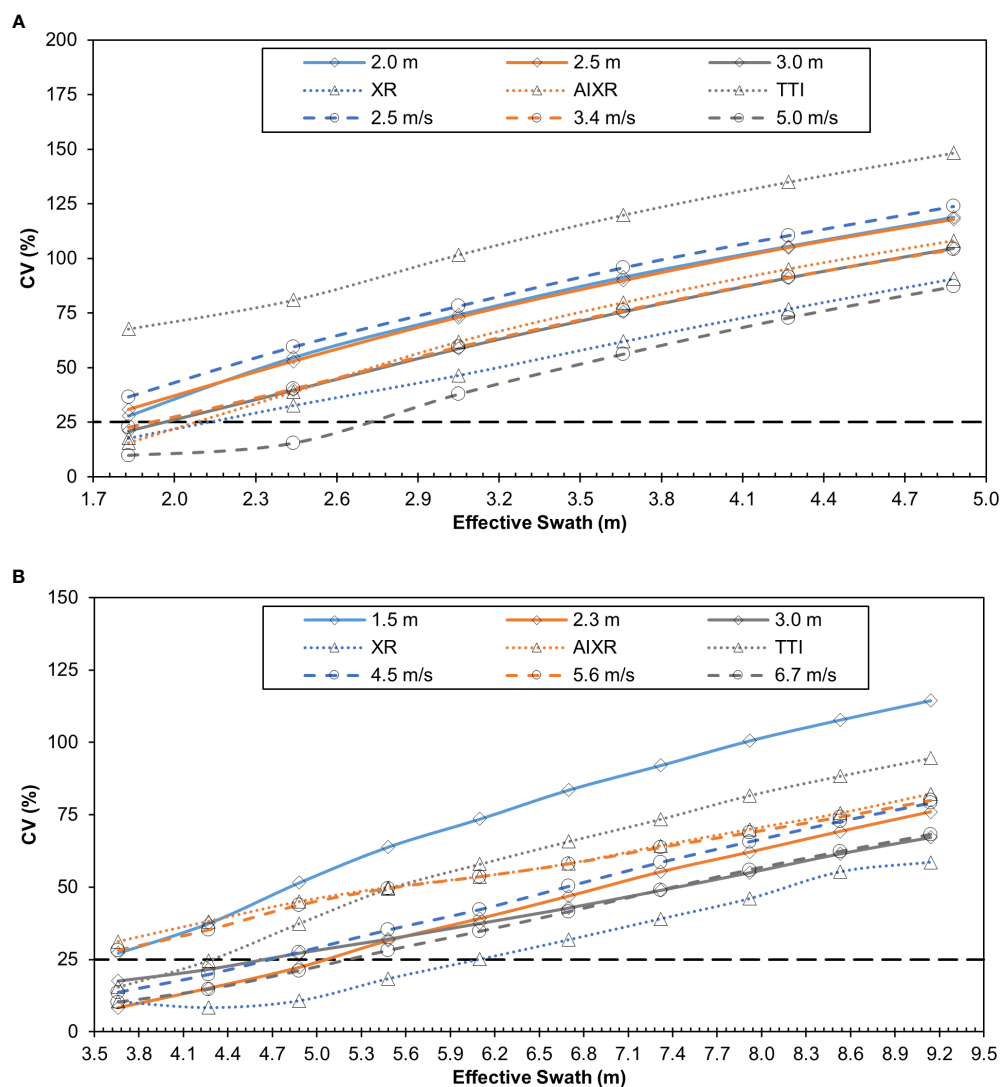 A
200
175
150
125
100
75
50
25
0
CV (%)
2.0 m 2.5 m 3.0 m
XR AIXR TTI
2.5 m/s 3.4 m/s 5.0 m/s
1.7 2.0 2.3 2.6 2.9 3.2 3.5 3.8 4.1 4.4 4.7 5.0
Effective Swath (m)
B
150
125
100
75
50
25
0
CV (%)
1.5 m 2.3 m 3.0 m
XR AIXR TTI
4.5 m/s 5.6 m/s 6.7 m/s
3.5 3.8 4.1 4.4 4.7 5.0 5.3 5.6 5.9 6.2 6.5 6.8 7.1 7.4 7.7 8.0 8.3 8.6 8.9 9.2 9.5
Effective Swath (m)